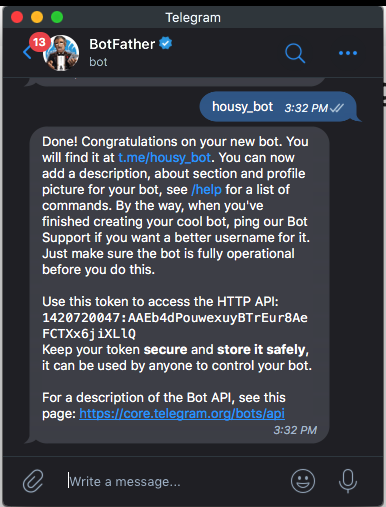 Telegram
13
BotFather
bot
housy_bot 3:32 PM
Done! Congratulations on your new bot. You
will find it at t.me/housy_bot. You can now
add a description, about section and profile
picture for your bot, see /help for a list of
commands. By the way, when you've
finished creating your cool bot, ping our Bot
Support if you want a better username for it.
Just make sure the bot is fully operational
before you do this.
Use this token to access the HTTP API:
1420720047:AAEb4dPouwexuyBTrEur8Ae
FCTXx6jiXLlQ
Keep your token secure and store it safely,
it can be used by anyone to control your bot.
For a description of the Bot API, see this
page: https://core.telegram.org/bots/api
3:32 PM
Write a message...